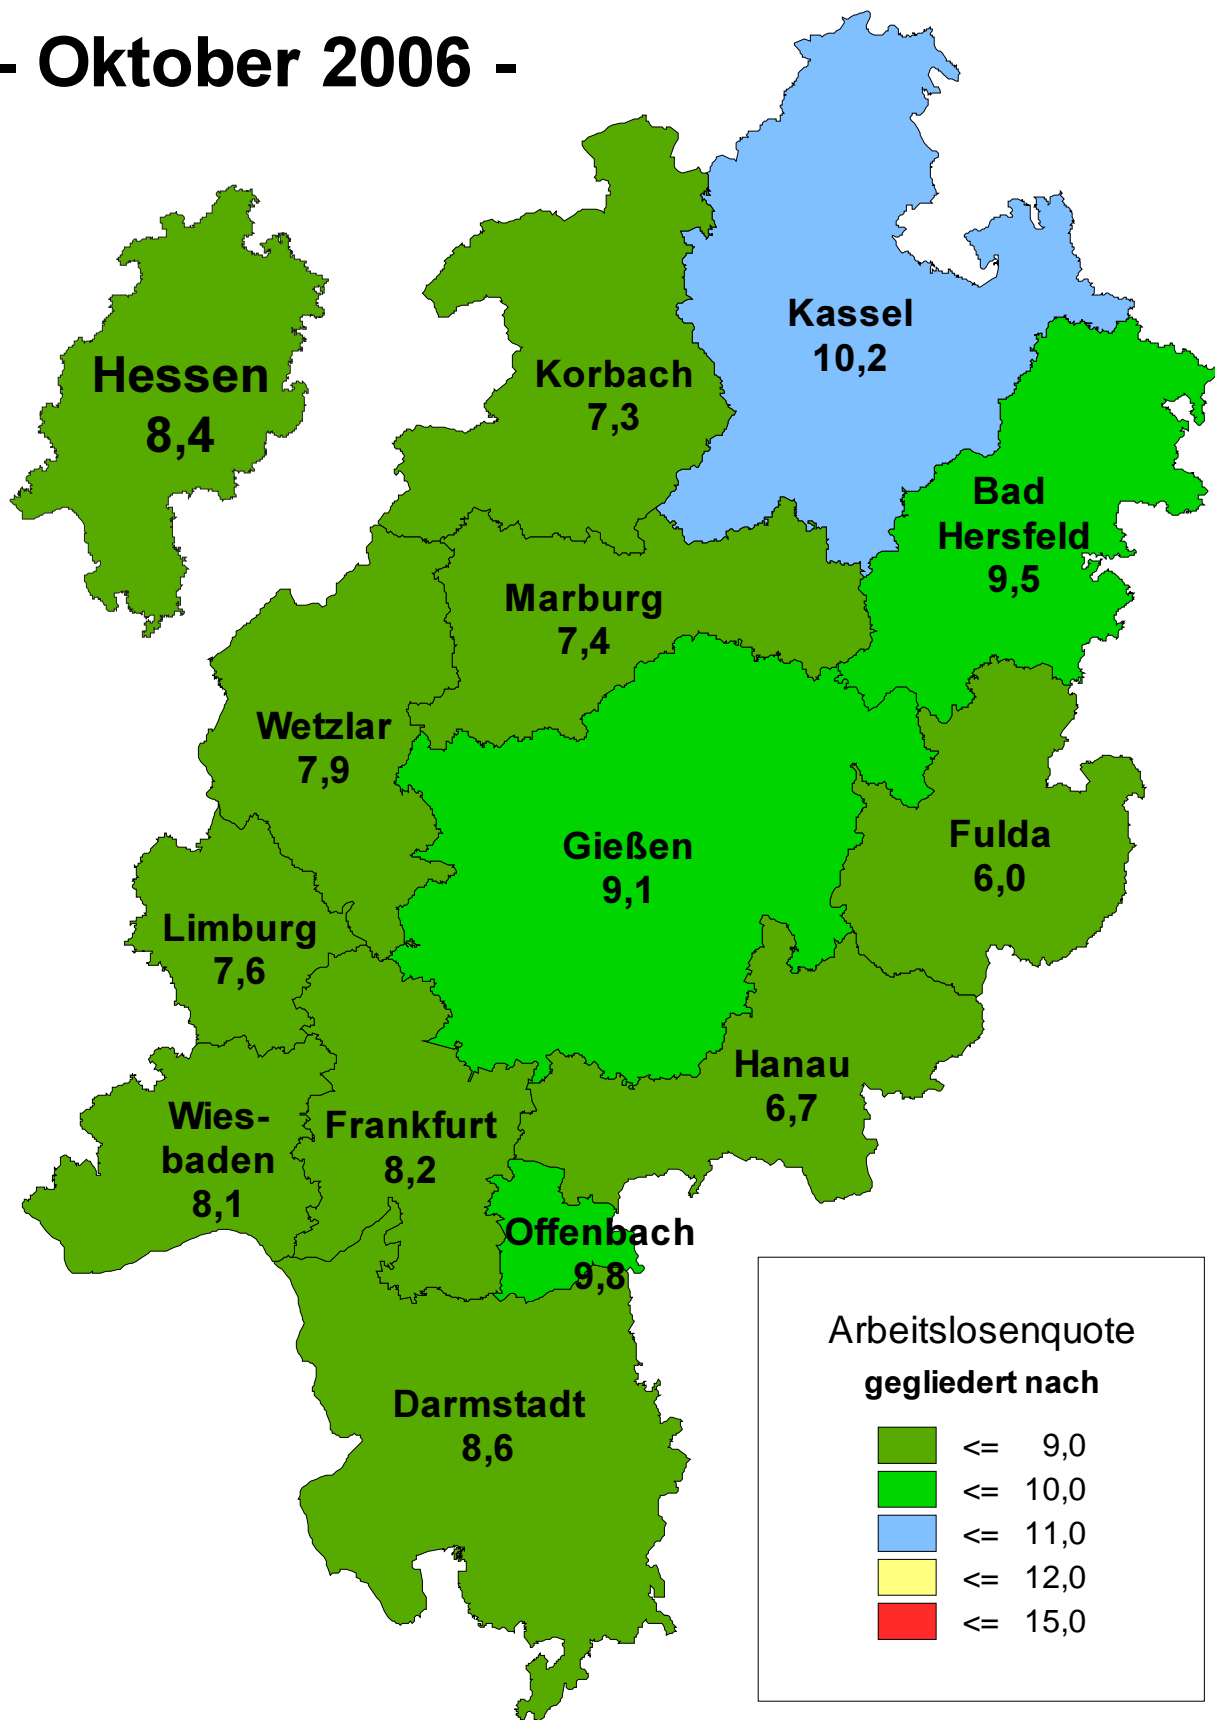 - Oktober 2006 -
Hessen
8,4
Kassel
10,2
Korbach
7,3
Bad
Hersfeld
9,5
Marburg
7,4
Wetzlar
7,9
Gießen
9,1
Fulda
6,0
Limburg
7,6
Hanau
6,7
Wies-
baden
8,1
Frankfurt
8,2
Offenbach
9,8
Darmstadt
8,6
Arbeitslosenquote
gegliedert nach
<= 9,0
<= 10,0
<= 11,0
<= 12,0
<= 15,0